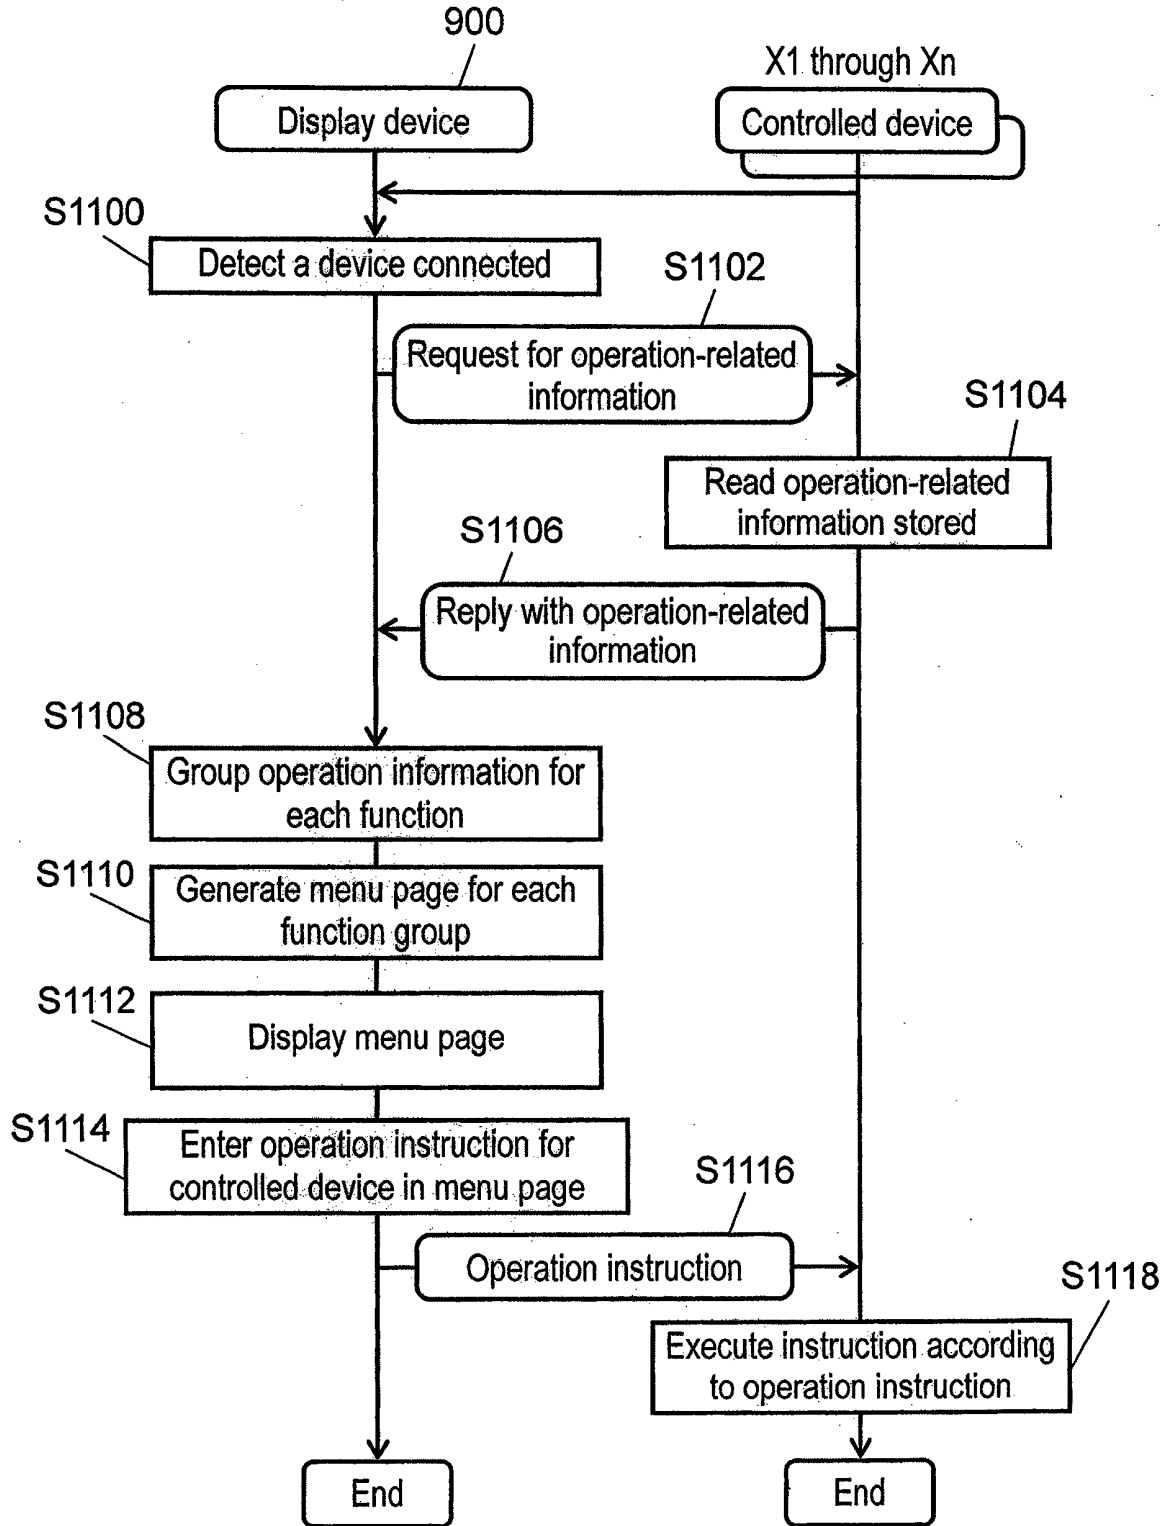 900
X1 through Xn
Display device
Controlled device
S1100
Detect a device connected
S1102
Request for operation-related
information
S1104
Read operation-related
information stored
S1106
Reply with operation-related
information
S1108
Group operation information for
each function
S1110
Generate menu page for each
function group
S1112
Display menu page
S1114
Enter operation instruction for
controlled device in menu page
S1116
Operation instruction
S1118
Execute instruction according
to operation instruction
End
End